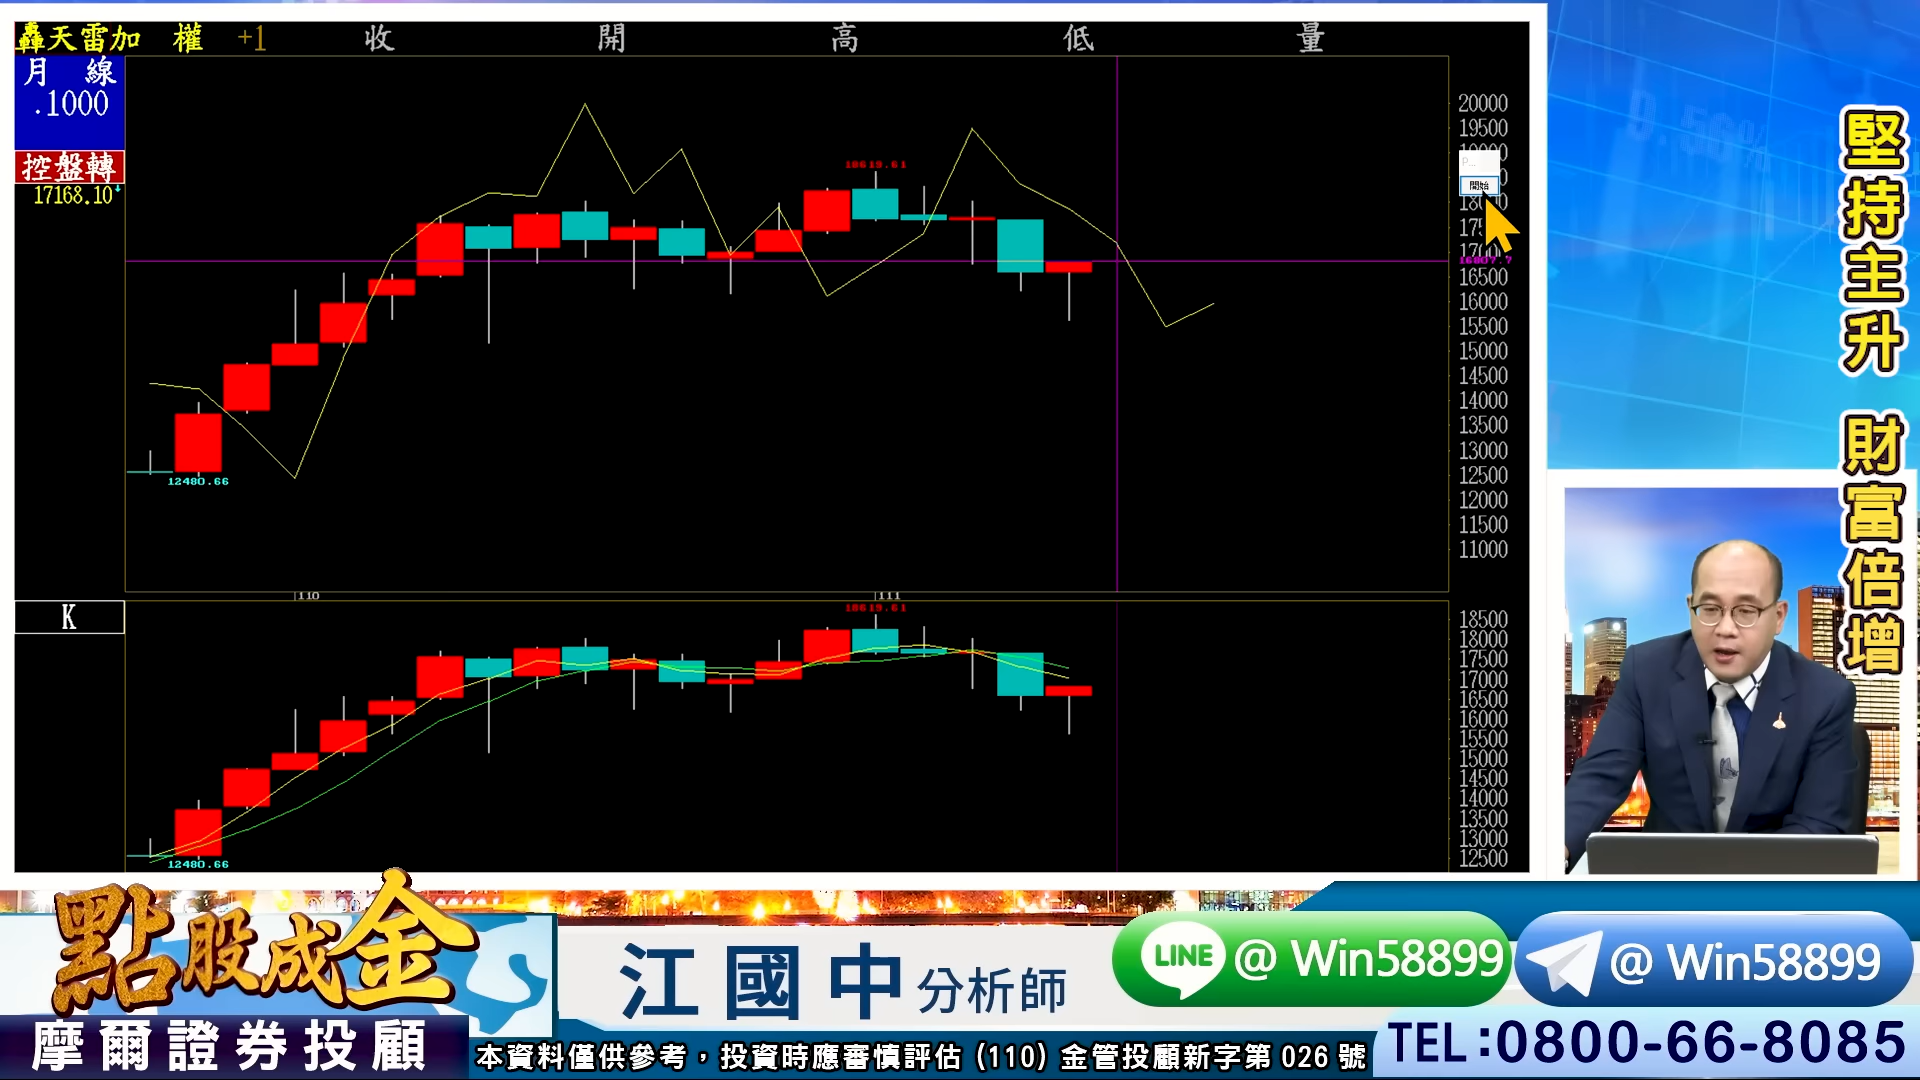 轟天雷加 權 +1 收 開 高 低 量
月 線
.1000
控盤轉
17168.10↓
20000
19500
開始
16500
16000
15500
15000
14500
14000
13500
13000
12500
12000
11500
11000
18619.61
12480.66
110
111
K
18619.61
18500
18000
17500
17000
16500
16000
15500
15000
14500
14000
13500
13000
12500
12480.66
堅持主升 財富倍增
點股成金
摩爾證券投顧
江國中 分析師
LINE @ Win58899
@ Win58899
TEL:0800-66-8085
本資料僅供參考,投資時應審慎評估 (110) 金管投顧新字第 026 號